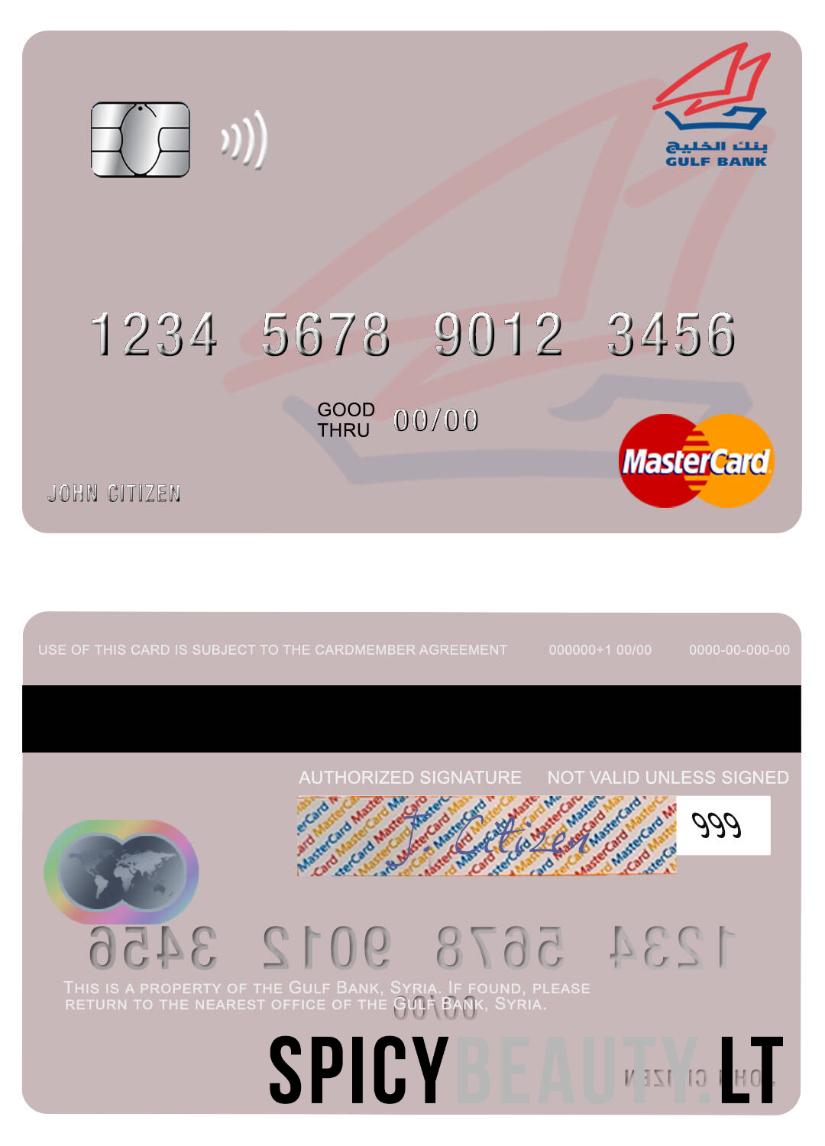 بنك الخليج
GULF BANK
1234 5678 9012 3456
GOOD THRU 00/00
MasterCard
JOHN CITIZEN
USE OF THIS CARD IS SUBJECT TO THE CARDMEMBER AGREEMENT 000000+1 00/00 0000-00-000-00
AUTHORIZED SIGNATURE NOT VALID UNLESS SIGNED
J. Citizen 999
1234 5678 9012 3456
THIS IS A PROPERTY OF THE GULF BANK, SYRIA. IF FOUND, PLEASE
RETURN TO THE NEAREST OFFICE OF THE GULF BANK, SYRIA.
00/00
SPICYBEAUTY.LT
JOHN CITIZEN